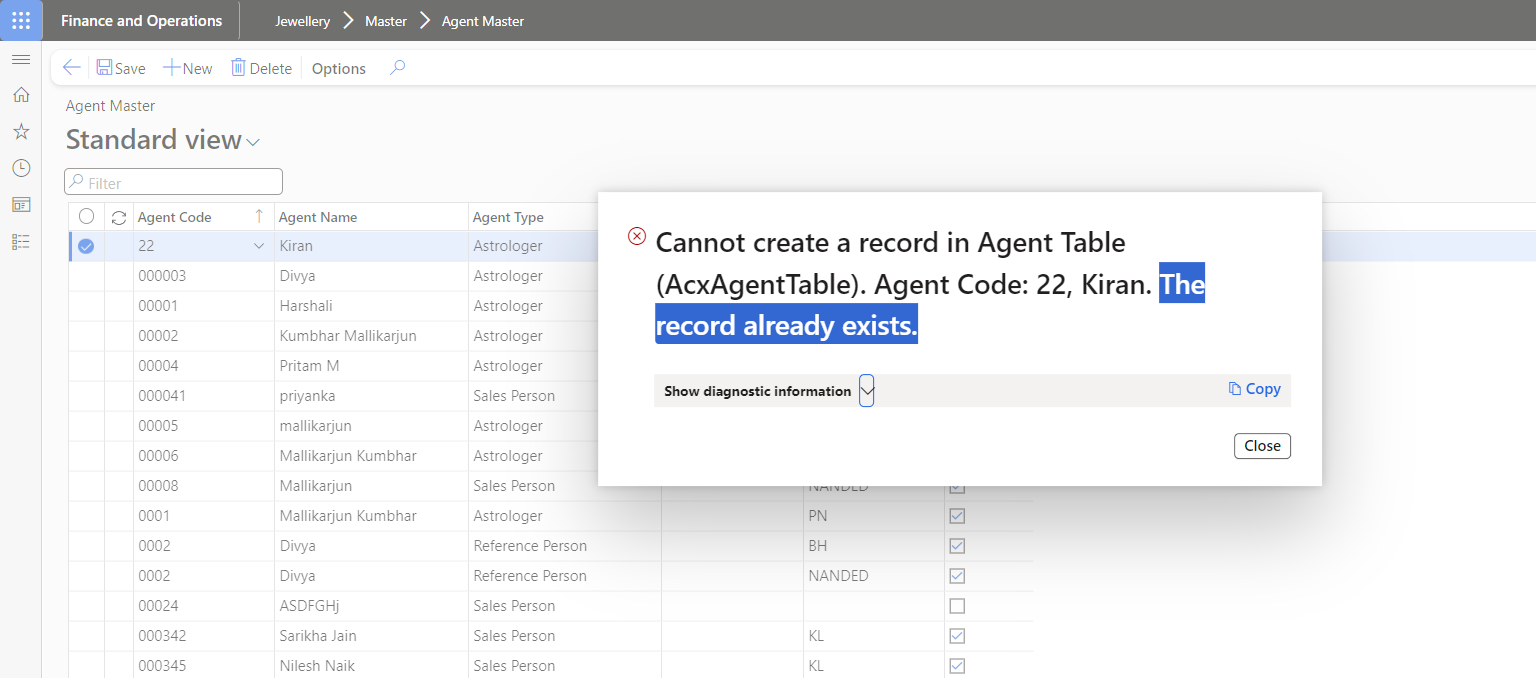 Finance and Operations
Jewellery Master Agent Master
Save New Delete Options
Agent Master
Standard view
Filter
Agent Code Agent Name Agent Type
22 Kiran Astrologer
000003 Divya Astrologer
00001 Harshali Astrologer
00002 Kumbhar Mallikarjun Astrologer
00004 Pritam M Astrologer
000041 priyanka Sales Person
00005 mallikarjun Astrologer
00006 Mallikarjun Kumbhar Astrologer
00008 Mallikarjun Sales Person NANDED
0001 Mallikarjun Kumbhar Astrologer PN
0002 Divya Reference Person BH
0002 Divya Reference Person NANDED
00024 ASDFGHj Sales Person
000342 Sarikha Jain Sales Person KL
000345 Nilesh Naik Sales Person KL
Cannot create a record in Agent Table
(AcxAgentTable). Agent Code: 22, Kiran. The
record already exists.
Show diagnostic information Copy
Close